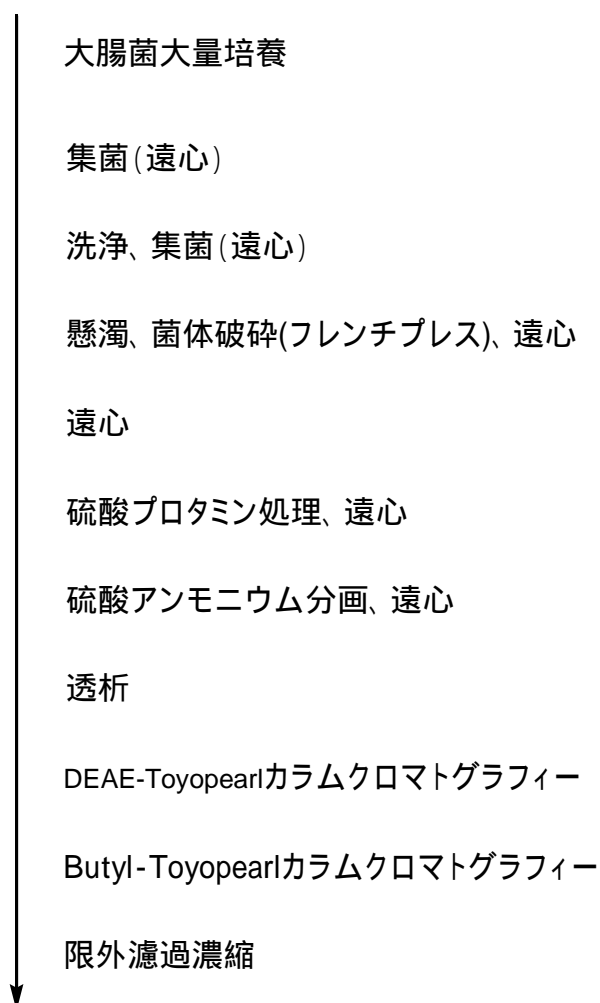 大腸菌大量培養
集菌(遠心)
洗浄、集菌(遠心)
懸濁、菌体破砕(フレンチプレス)、遠心
遠心
硫酸プロタミン処理、遠心
硫酸アンモニウム分画、遠心
透析
DEAE-Toyopearlカラムクロマトグラフィー
Butyl-Toyopearlカラムクロマトグラフィー
限外濾過濃縮